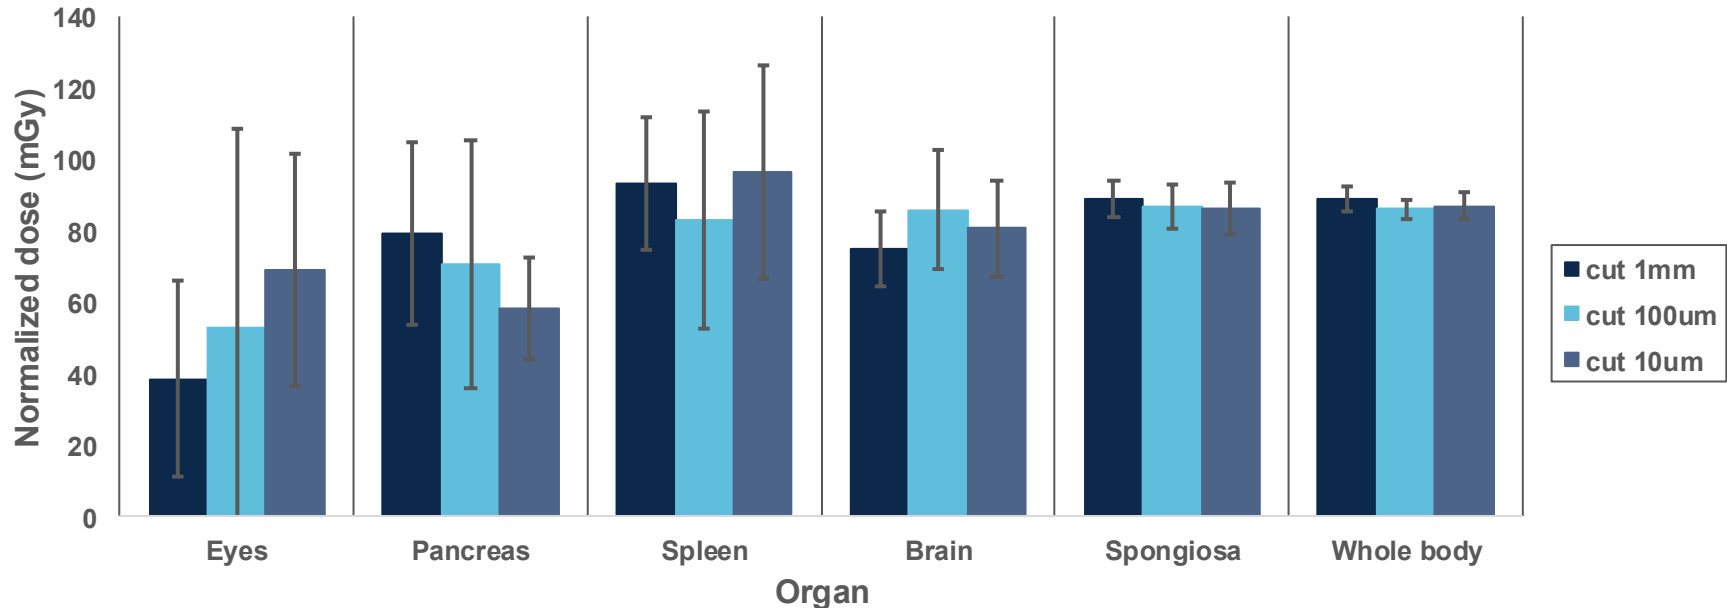 Normalized dose (mGy)
140
120
100
80
60
40
20
0
Eyes Pancreas Spleen Brain Spongiosa Whole body
Organ
cut 1mm
cut 100um
cut 10um